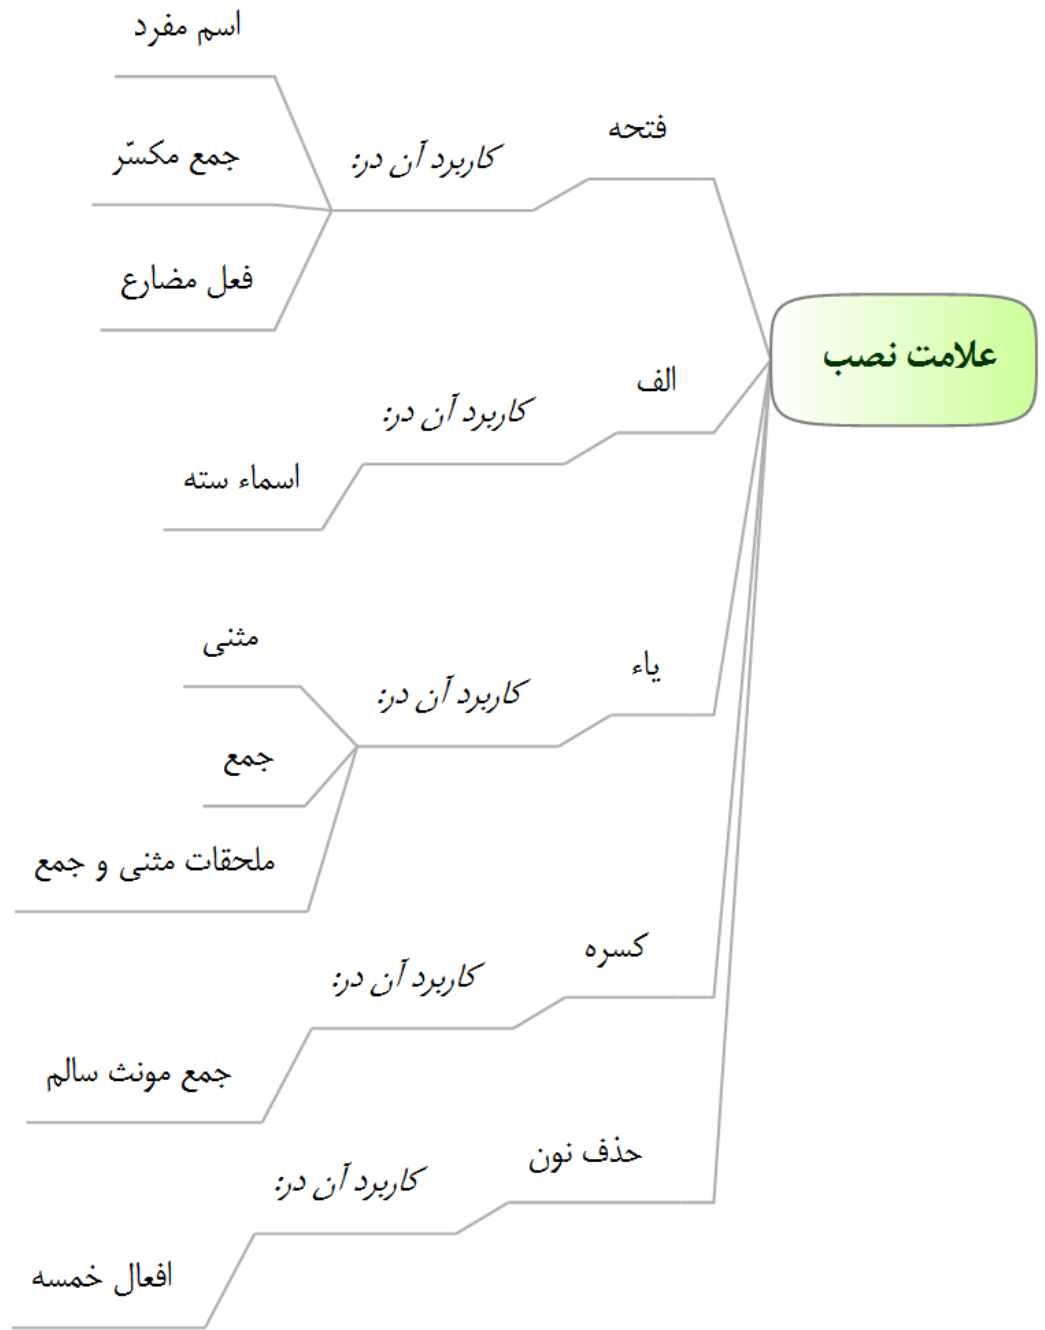 علامت نصب
فتحه
کاربرد آن در:
اسم مفرد
جمع مکسّر
فعل مضارع
الف
کاربرد آن در:
اسماء سته
یاء
کاربرد آن در:
مثنی
جمع
ملحقات مثنی و جمع
کسره
کاربرد آن در:
جمع مونث سالم
حذف نون
کاربرد آن در:
افعال خمسه